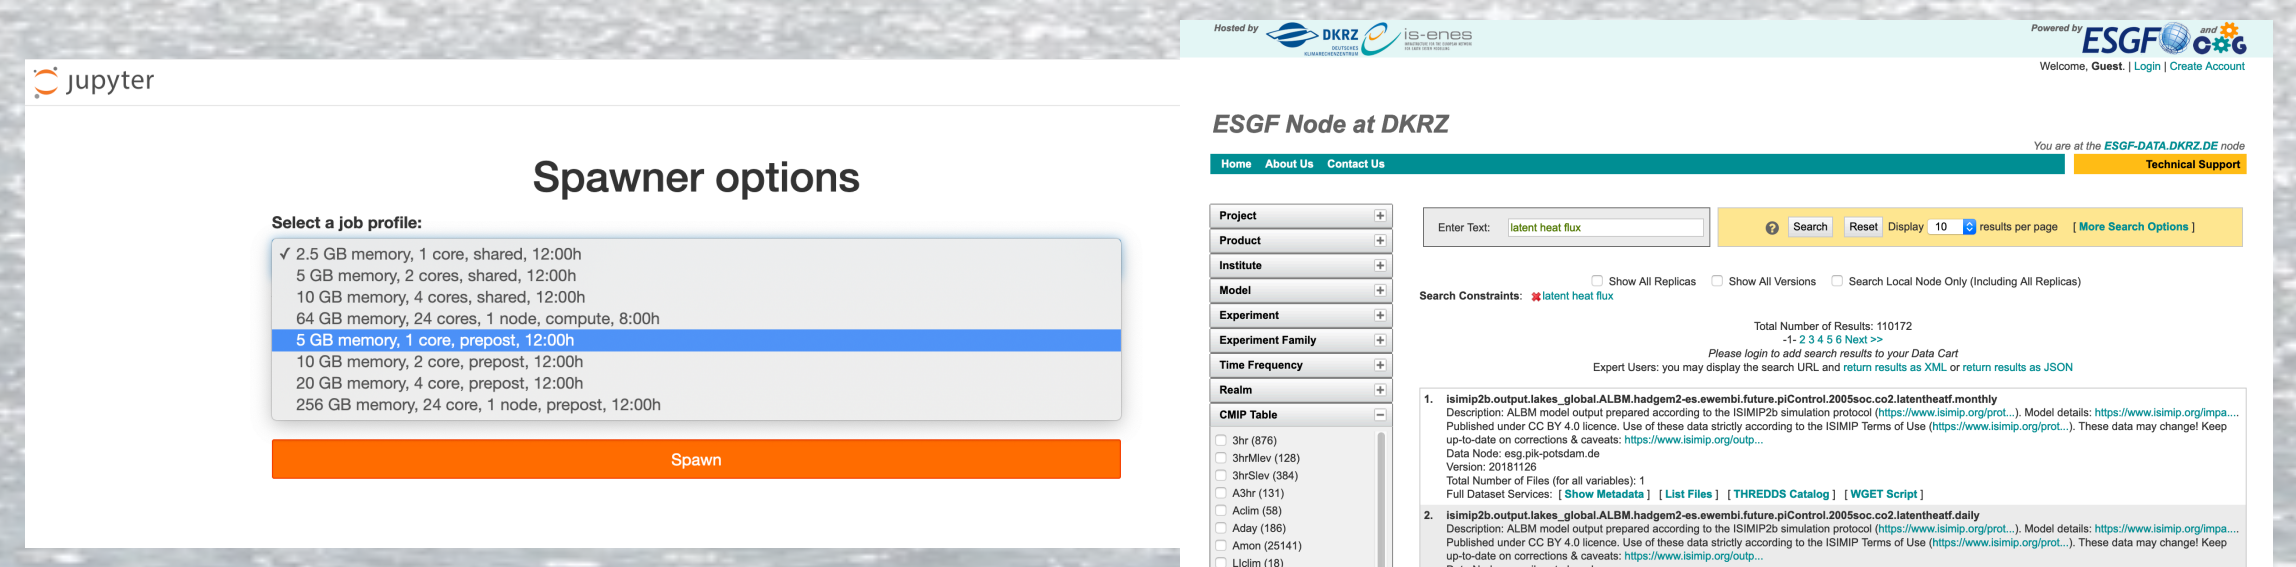 jupyter
Spawner options
Select a job profile:
✓ 2.5 GB memory, 1 core, shared, 12:00h
5 GB memory, 2 cores, shared, 12:00h
10 GB memory, 4 cores, shared, 12:00h
64 GB memory, 24 cores, 1 node, compute, 8:00h
5 GB memory, 1 core, prepost, 12:00h
10 GB memory, 2 core, prepost, 12:00h
20 GB memory, 4 core, prepost, 12:00h
256 GB memory, 24 core, 1 node, prepost, 12:00h
Spawn
Hosted by DKRZ is-enes
DEUTSCHES
KLIMARECHENZENTRUM
Powered by ESGF and COG
Welcome, Guest. | Login | Create Account
ESGF Node at DKRZ
You are at the ESGF-DATA.DKRZ.DE node
Home About Us Contact Us Technical Support
Project
Product
Institute
Model
Experiment
Experiment Family
Time Frequency
Realm
CMIP Table
3hr (876)
3hrMlev (128)
3hrSlev (384)
A3hr (131)
Aclim (58)
Aday (186)
Amon (25141)
LIclim (18)
Enter Text: latent heat flux ? Search Reset Display 10 results per page [ More Search Options ]
Show All Replicas Show All Versions Search Local Node Only (Including All Replicas)
Search Constraints: latent heat flux
Total Number of Results: 110172
-1- 2 3 4 5 6 Next >>
Please login to add search results to your Data Cart
Expert Users: you may display the search URL and return results as XML or return results as JSON
1. isimip2b.output.lakes_global.ALBM.hadgem2-es.ewembi.future.piControl.2005soc.co2.latentheatf.monthly
Description: ALBM model output prepared according to the ISIMIP2b simulation protocol (https://www.isimip.org/prot...). Model details: https://www.isimip.org/impa....
Published under CC BY 4.0 licence. Use of these data strictly according to the ISIMIP Terms of Use (https://www.isimip.org/prot...). These data may change! Keep
up-to-date on corrections & caveats: https://www.isimip.org/outp...
Data Node: esg.pik-potsdam.de
Version: 20181126
Total Number of Files (for all variables): 1
Full Dataset Services: [ Show Metadata ] [ List Files ] [ THREDDS Catalog ] [ WGET Script ]
2. isimip2b.output.lakes_global.ALBM.hadgem2-es.ewembi.future.piControl.2005soc.co2.latentheatf.daily
Description: ALBM model output prepared according to the ISIMIP2b simulation protocol (https://www.isimip.org/prot...). Model details: https://www.isimip.org/impa....
Published under CC BY 4.0 licence. Use of these data strictly according to the ISIMIP Terms of Use (https://www.isimip.org/prot...). These data may change! Keep
up-to-date on corrections & caveats: https://www.isimip.org/outp...